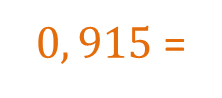 0, 915 =